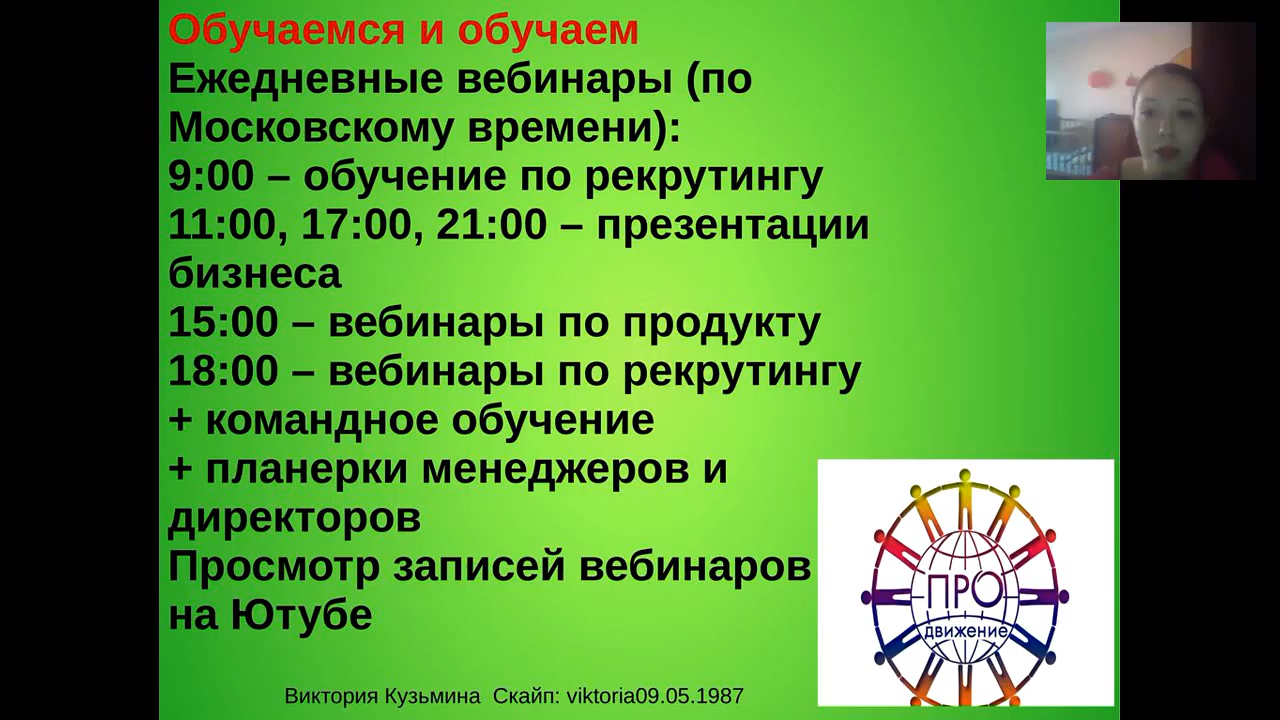 Обучаемся и обучаем
Ежедневные вебинары (по
Московскому времени):
9:00 – обучение по рекрутингу
11:00, 17:00, 21:00 – презентации
бизнеса
15:00 – вебинары по продукту
18:00 – вебинары по рекрутингу
+ командное обучение
+ планерки менеджеров и
директоров
Просмотр записей вебинаров
на Ютубе
ПРО
движение
Виктория Кузьмина Скайп: viktoria09.05.1987